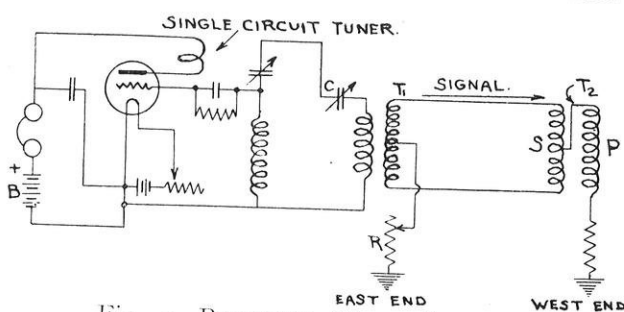 SINGLE CIRCUIT TUNER.
C
T1
SIGNAL.
T2
S
P
+
B
R
EAST END
WEST END